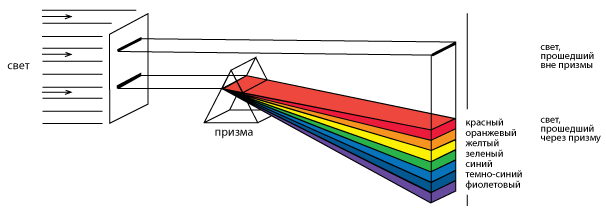 свет
призма
свет,
прошедший
вне призмы
красный
оранжевый
желтый
зеленый
синий
темно-синий
фиолетовый
свет,
прошедший
через призму